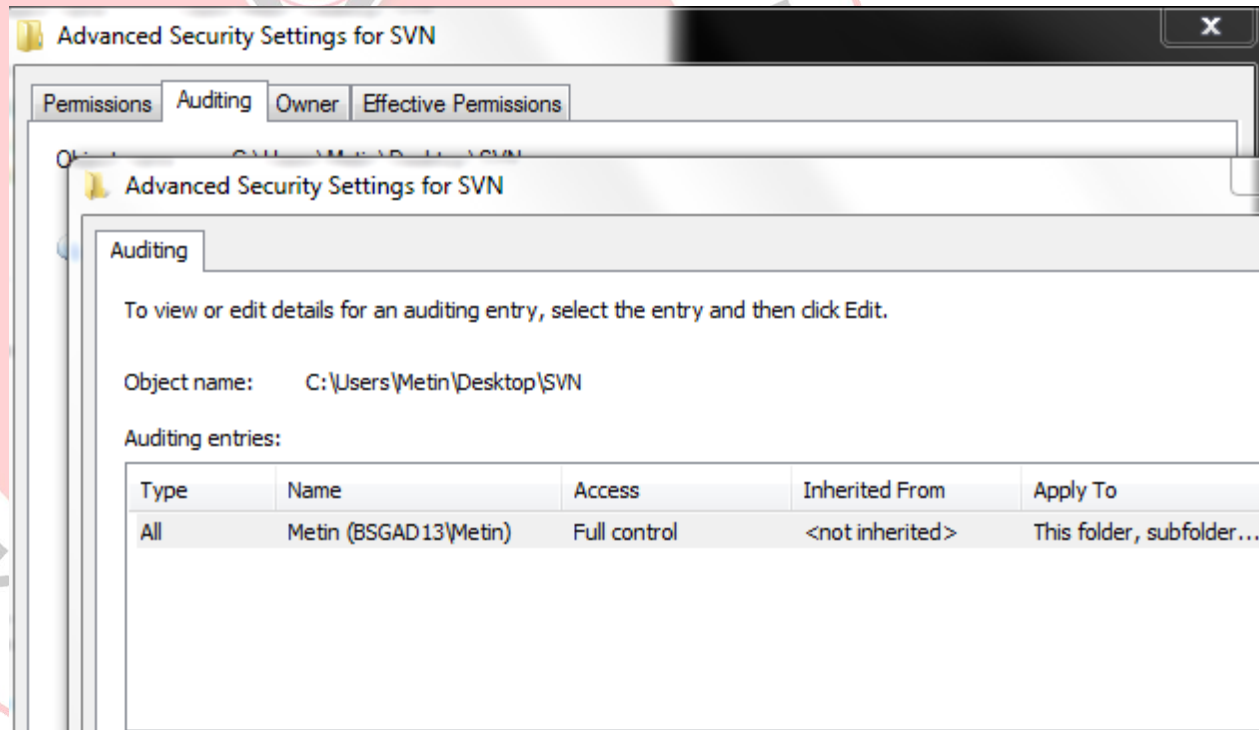 Advanced Security Settings for SVN
x
Permissions Auditing Owner Effective Permissions
Advanced Security Settings for SVN
Auditing
To view or edit details for an auditing entry, select the entry and then click Edit.
Object name: C:\Users\Metin\Desktop\SVN
Auditing entries:
Type Name Access Inherited From Apply To
All Metin (BSGAD13\Metin) Full control <not inherited> This folder, subfolder...